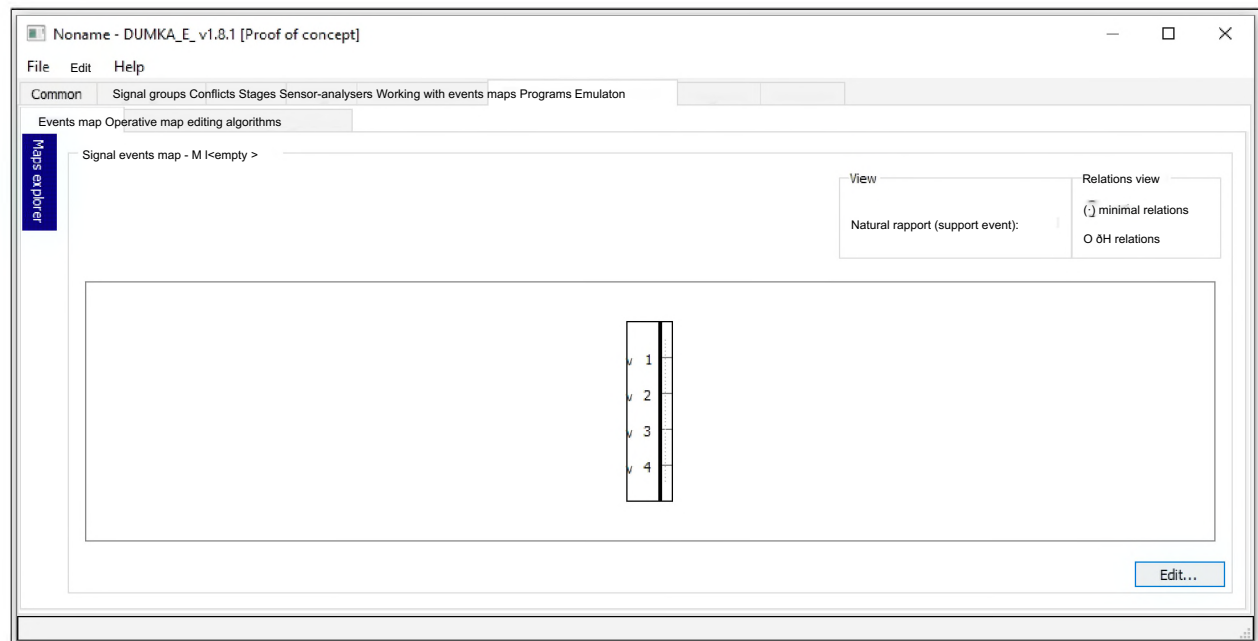 Noname - DUMKA_E_ v1.8.1 [Proof of concept]
File Edit Help
Common Signal groups Conflicts Stages Sensor-analysers Working with events maps Programs Emulaton
Events map Operative map editing algorithms
Maps explorer
Signal events map - M l<empty >
View
Natural rapport (support event):
Relations view
(·) minimal relations
O ðH relations
v 1
v 2
v 3
v 4
Edit...